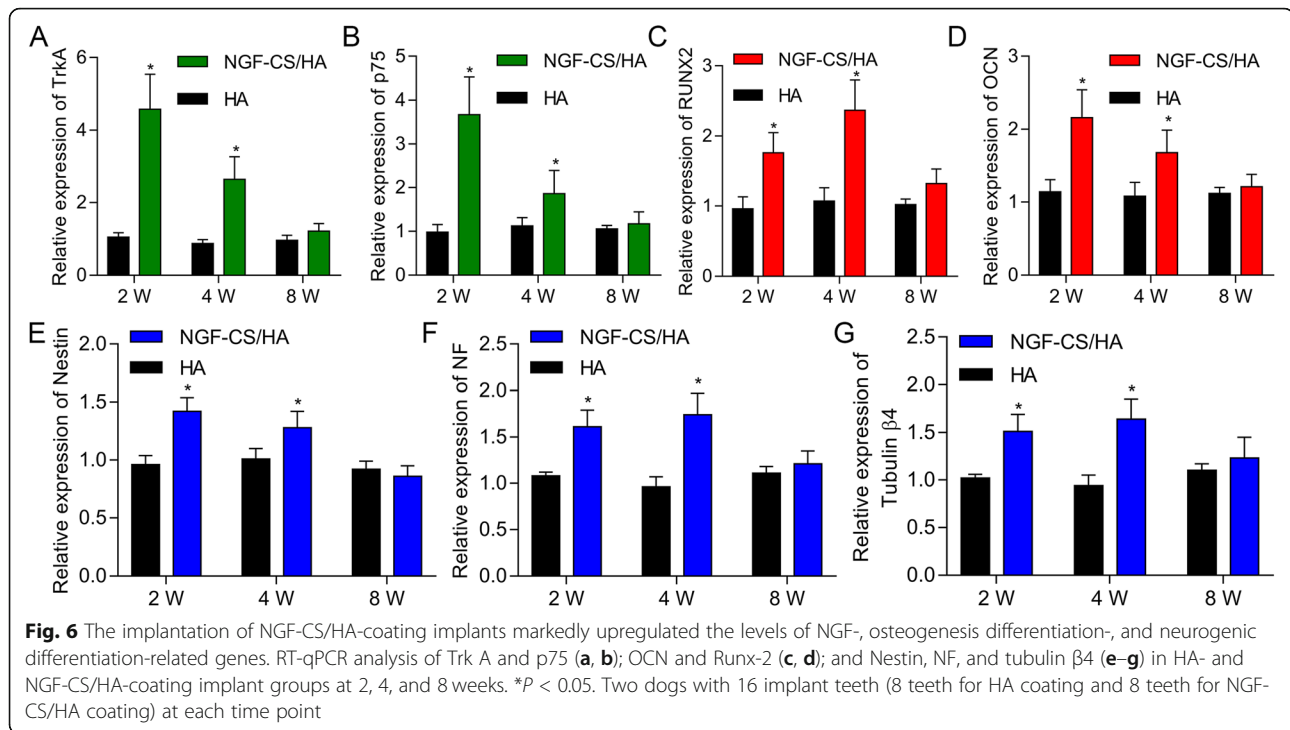 A
Relative expression of TrkA
6
4
2
0
*
*
NGF-CS/HA
HA
2 W
4 W
8 W
B
Relative expression of p75
5
4
3
2
1
0
*
*
NGF-CS/HA
HA
2 W
4 W
8 W
C
Relative expression of RUNX2
3
2
1
0
*
*
NGF-CS/HA
HA
2 W
4 W
8 W
D
Relative expression of OCN
3
2
1
0
*
*
NGF-CS/HA
HA
2 W
4 W
8 W
E
Relative expression of Nestin
2.0
1.5
1.0
0.5
0.0
*
*
NGF-CS/HA
HA
2 W
4 W
8 W
F
Relative expression of NF
2.5
2.0
1.5
1.0
0.5
0.0
*
*
NGF-CS/HA
HA
2 W
4 W
8 W
G
Relative expression of
Tubulin β4
2.5
2.0
1.5
1.0
0.5
0.0
*
*
NGF-CS/HA
HA
2 W
4 W
8 W
Fig. 6 The implantation of NGF-CS/HA-coating implants markedly upregulated the levels of NGF-, osteogenesis differentiation-, and neurogenic
differentiation-related genes. RT-qPCR analysis of Trk A and p75 (a, b); OCN and Runx-2 (c, d); and Nestin, NF, and tubulin β4 (e–g) in HA- and
NGF-CS/HA-coating implant groups at 2, 4, and 8 weeks. *P < 0.05. Two dogs with 16 implant teeth (8 teeth for HA coating and 8 teeth for NGF-
CS/HA coating) at each time point